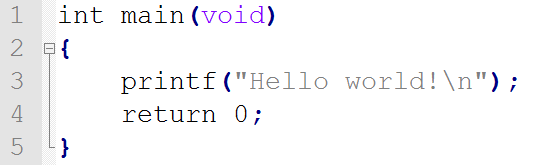 1 int main(void)
2 {
3     printf("Hello world!\n");
4     return 0;
5 }